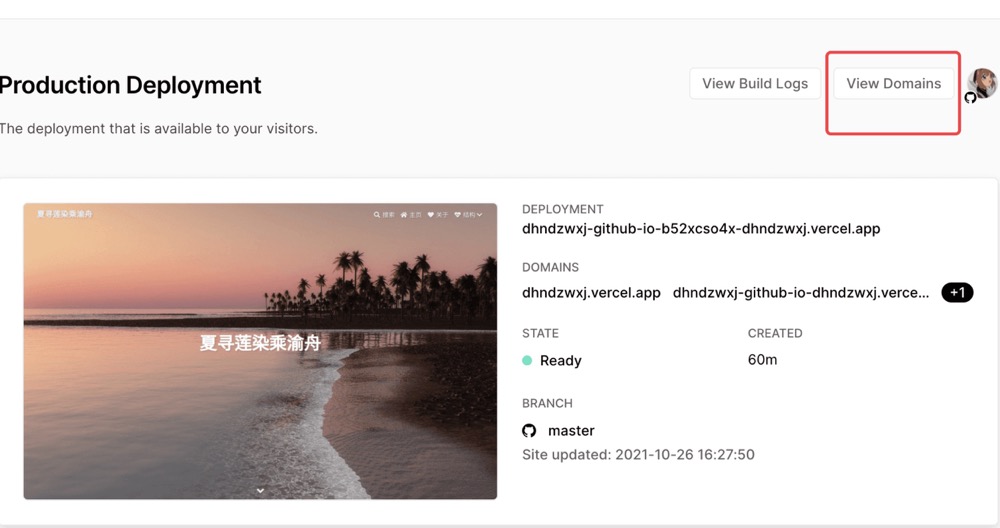 Production Deployment
View Build Logs
View Domains
The deployment that is available to your visitors.
夏寻莲染乘渝舟
搜索 主页 关于 结构
夏寻莲染乘渝舟
DEPLOYMENT
dhndzwxj-github-io-b52xcso4x-dhndzwxj.vercel.app
DOMAINS
dhndzwxj.vercel.app dhndzwxj-github-io-dhndzwxj.verce... +1
STATE
CREATED
Ready
60m
BRANCH
master
Site updated: 2021-10-26 16:27:50